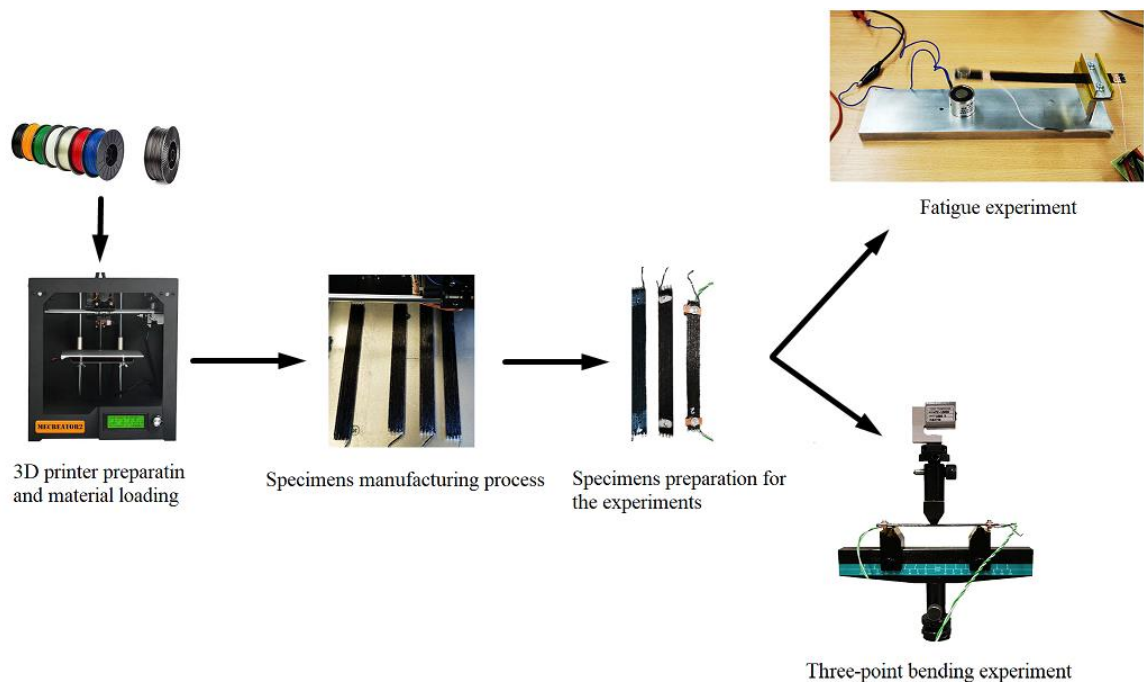 Fatigue experiment
MECREATOR2
3D printer preparatin
and material loading
Specimens manufacturing process
Specimens preparation for
the experiments
Three-point bending experiment